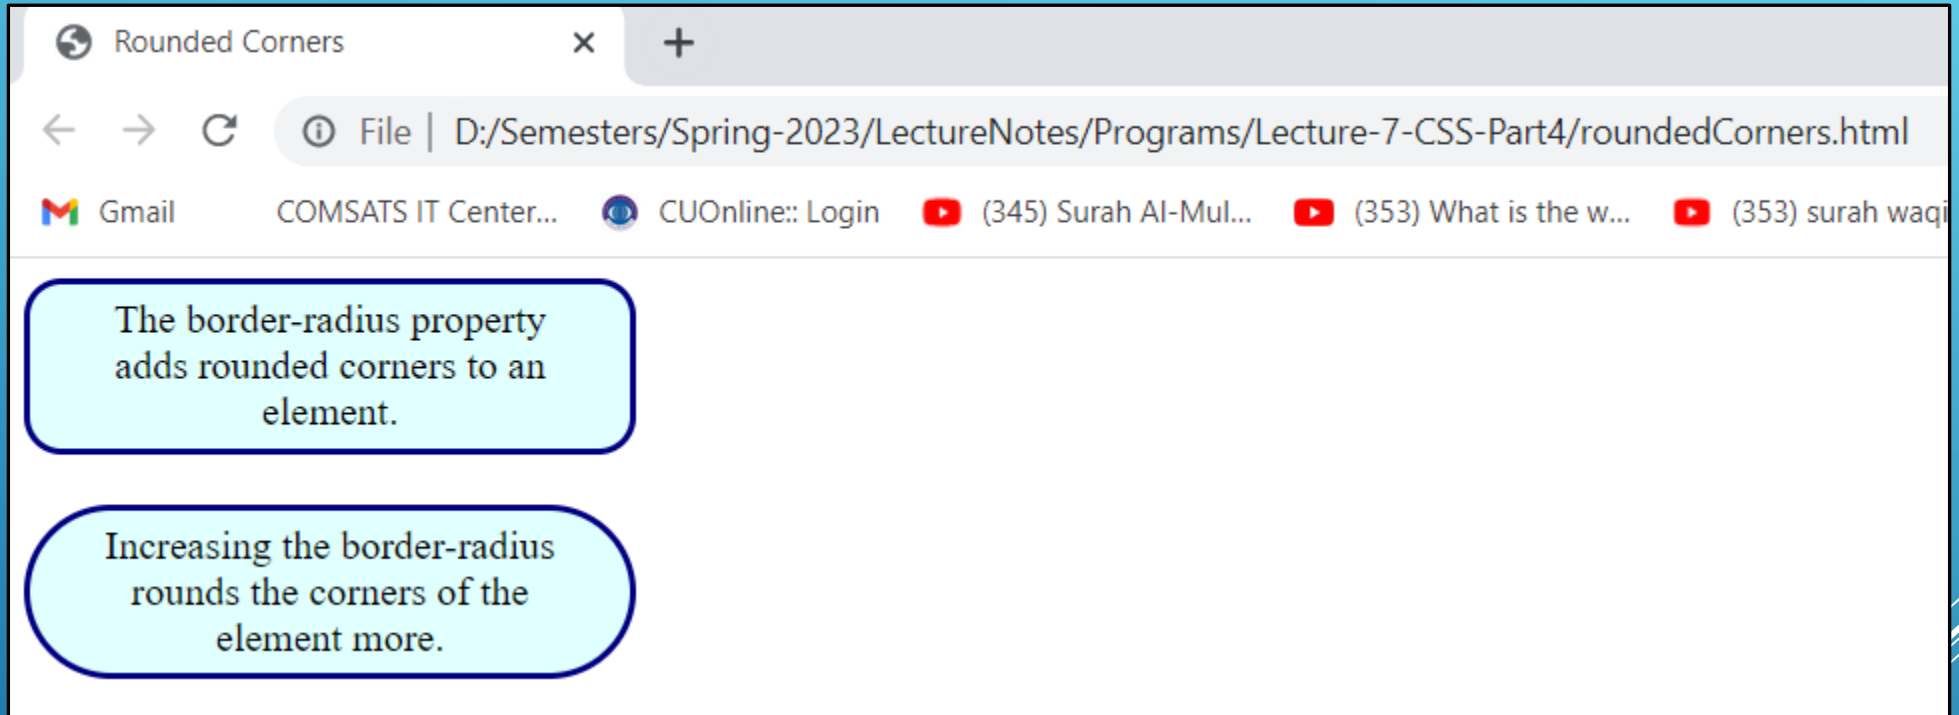 Rounded Corners
File | D:/Semesters/Spring-2023/LectureNotes/Programs/Lecture-7-CSS-Part4/roundedCorners.html
Gmail COMSATS IT Center... CUOnline:: Login (345) Surah Al-Mul... (353) What is the w... (353) surah waqi
The border-radius property
adds rounded corners to an
element.
Increasing the border-radius
rounds the corners of the
element more.